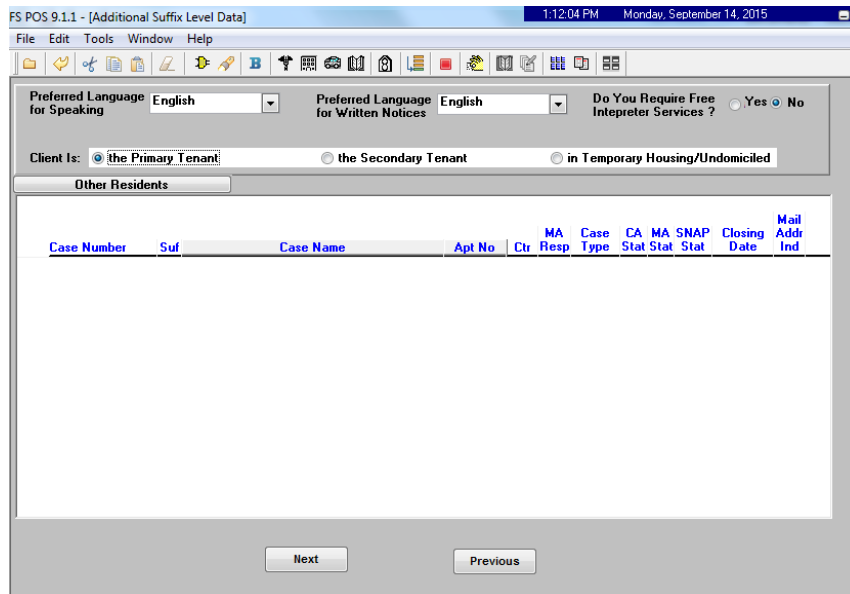 FS POS 9.1.1 - [Additional Suffix Level Data] 1:12:04 PM Monday, September 14, 2015
File Edit Tools Window Help
B
Preferred Language for Speaking English
Preferred Language for Written Notices English
Do You Require Free Intepreter Services ? Yes No
Client Is: the Primary Tenant the Secondary Tenant in Temporary Housing/Undomiciled
Other Residents
Case Number Suf Case Name Apt No Ctr MA Resp Case Type CA Stat MA Stat SNAP Stat Closing Date Mail Addr Ind
Next Previous